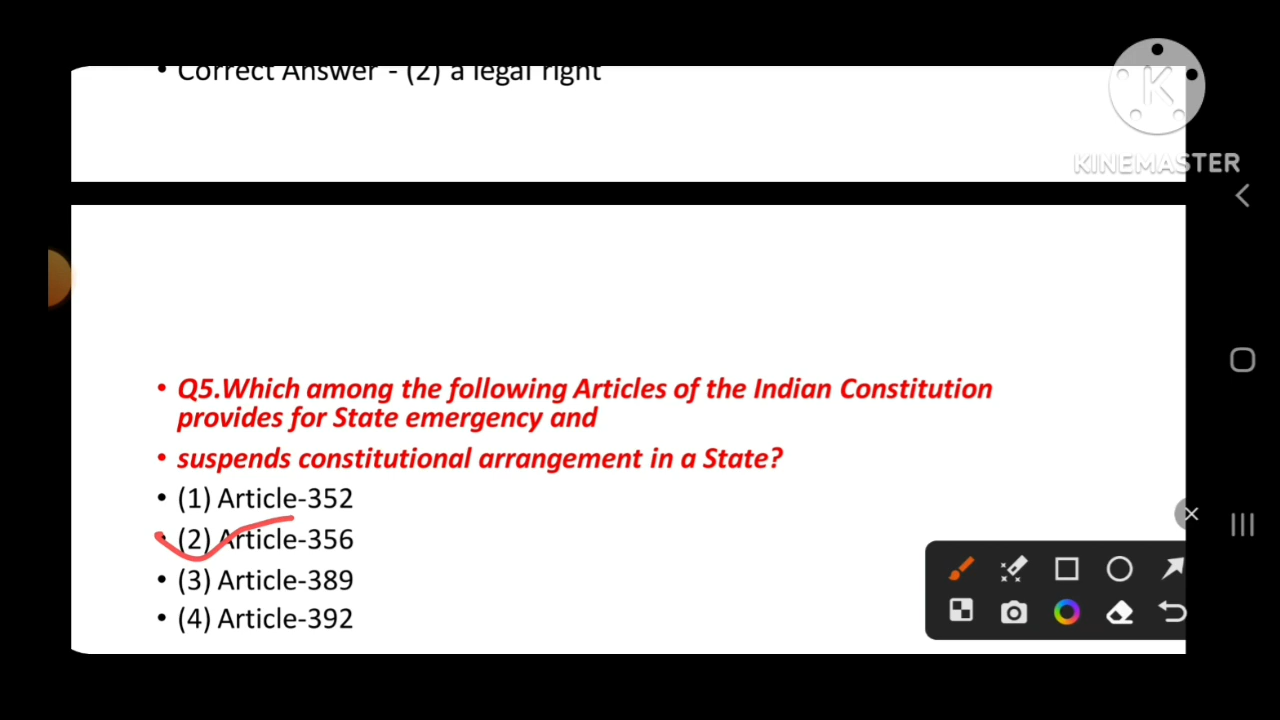 • Correct Answer - (2) a legal right
KINEMASTER
• Q5.Which among the following Articles of the Indian Constitution
provides for State emergency and
• suspends constitutional arrangement in a State?
• (1) Article-352
• (2) Article-356
• (3) Article-389
• (4) Article-392